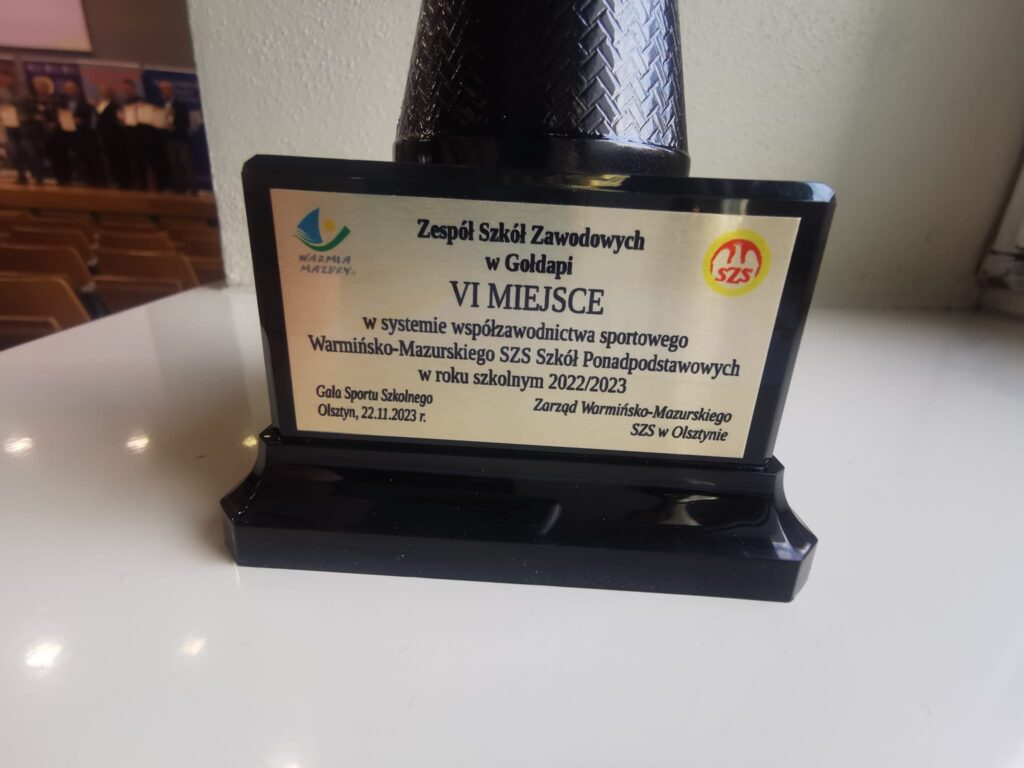 WARMIA
MAZURY
SZS
Zespół Szkół Zawodowych
w Gołdapi
VI MIEJSCE
w systemie współzawodnictwa sportowego
Warmińsko-Mazurskiego SZS Szkół Ponadpodstawowych
w roku szkolnym 2022/2023
Gala Sportu Szkolnego
Olsztyn, 22.11.2023 r.
Zarząd Warmińsko-Mazurskiego
SZS w Olsztynie